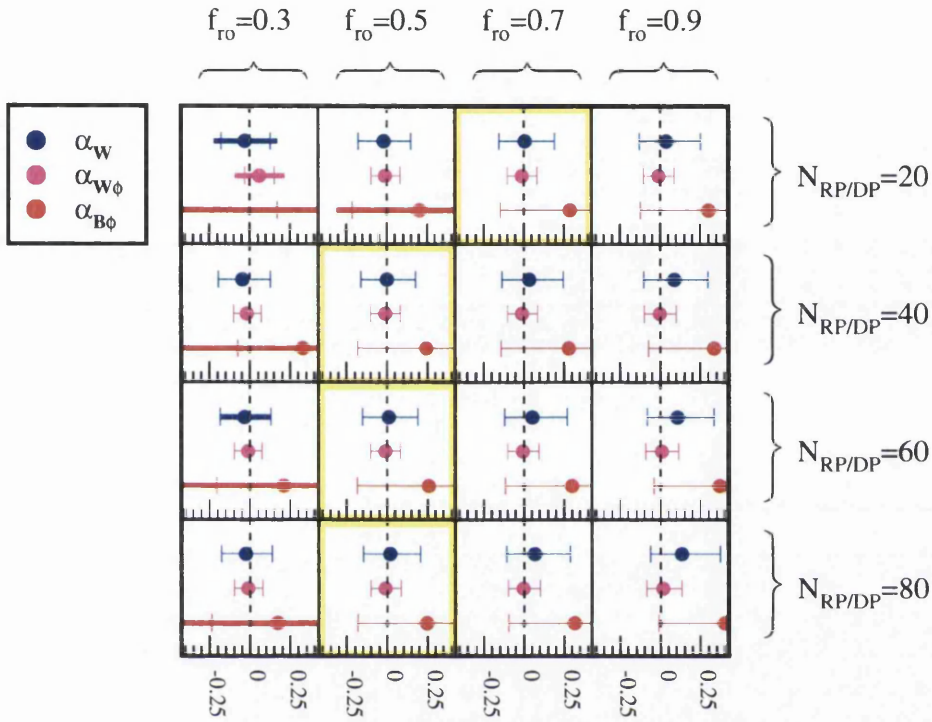 f_ro=0.3 f_ro=0.5 f_ro=0.7 f_ro=0.9
α_W
α_Wϕ
α_Bϕ
N_RP/DP=20
N_RP/DP=40
N_RP/DP=60
N_RP/DP=80
-0.25 0 0.25 -0.25 0 0.25 -0.25 0 0.25 -0.25 0 0.25